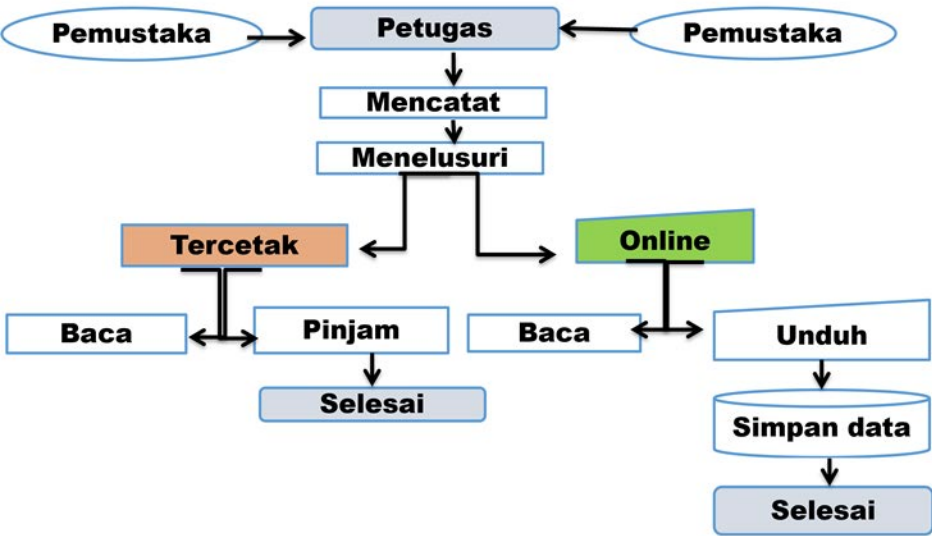 Pemustaka
Petugas
Pemustaka
Mencatat
Menelusuri
Tercetak
Online
Baca
Pinjam
Baca
Unduh
Selesai
Simpan data
Selesai